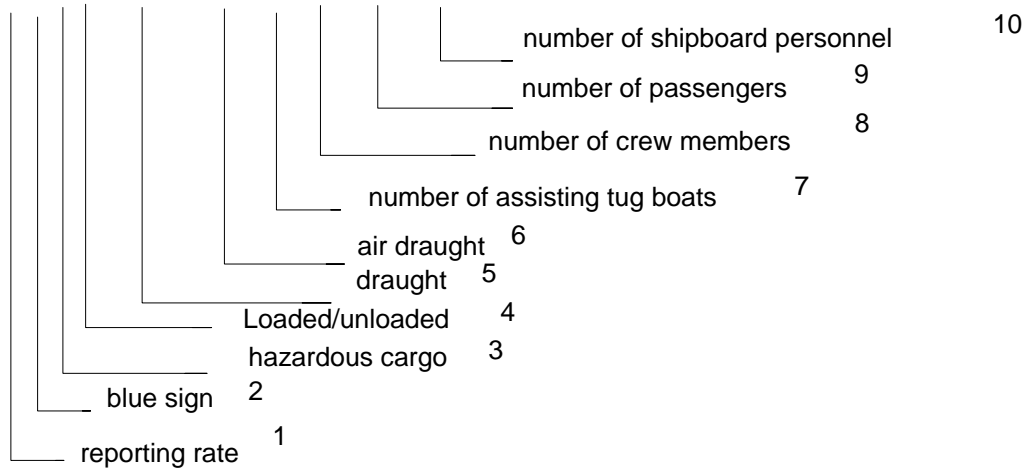 number of shipboard personnel 10
number of passengers 9
number of crew members 8
number of assisting tug boats 7
air draught 6
draught 5
Loaded/unloaded 4
hazardous cargo 3
blue sign 2
reporting rate 1